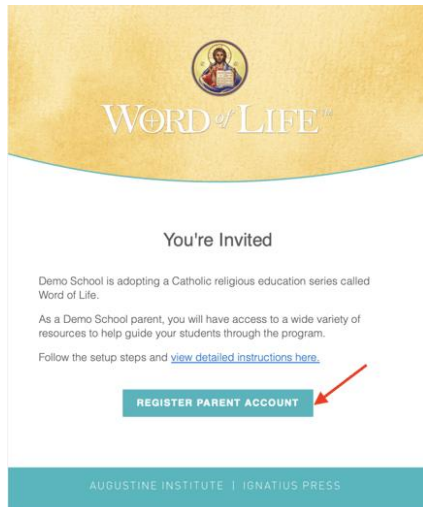 WORD of LIFE™
You're Invited
Demo School is adopting a Catholic religious education series called
Word of Life.
As a Demo School parent, you will have access to a wide variety of
resources to help guide your students through the program.
Follow the setup steps and view detailed instructions here.
REGISTER PARENT ACCOUNT
AUGUSTINE INSTITUTE | IGNATIUS PRESS